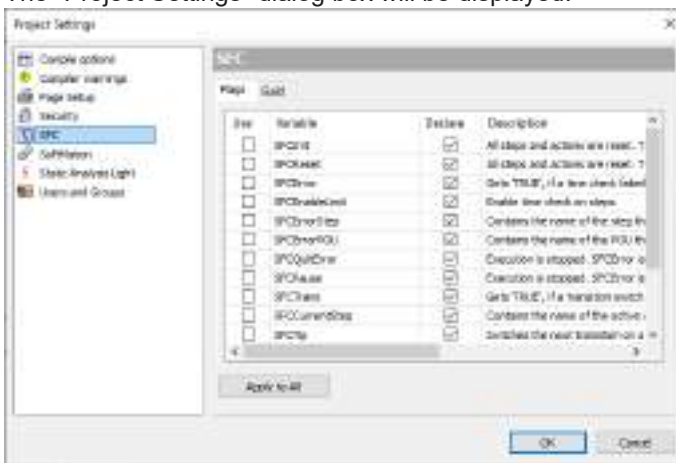 The "Project Settings" dialog box will be displayed.
Project Settings
Compile options
Compiler warnings
Page Setup
Security
SFC
SoftMotion
Static Analysis Light
Users and Groups
SFC
Flags Build
Use Variable Declare Description
SFCInit All steps and actions are reset. T
SFCReset All steps and actions are reset. T
SFCError Gets 'TRUE', if a time check failed
SFCEnableLimit Enable time check on steps.
SFCErrorStep Contains the name of the step th
SFCErrorPOU Contains the name of the POU th
SFCQuitError Execution is stopped. SFCError is
SFCPause Execution is stopped. SFCError is
SFCTrans Gets 'TRUE', if a transition switch
SFCCurrentStep Contains the name of the active
SFCTip Switches the next transition on a
Apply to All
OK Cancel